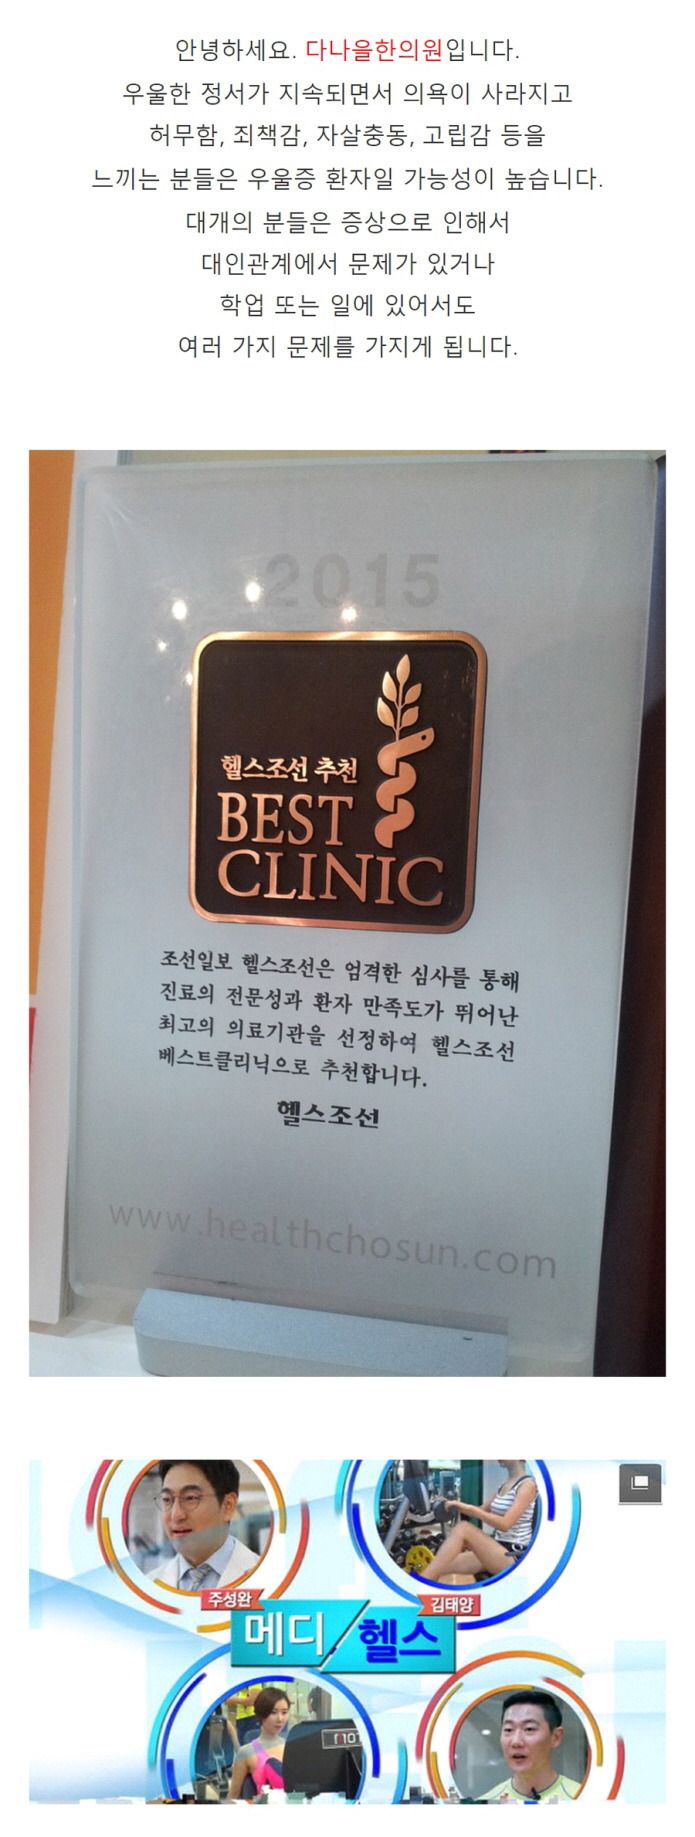 안녕하세요. 다나을한의원입니다.
우울한 정서가 지속되면서 의욕이 사라지고
허무함, 죄책감, 자살충동, 고립감 등을
느끼는 분들은 우울증 환자일 가능성이 높습니다.
대개의 분들은 증상으로 인해서
대인관계에서 문제가 있거나
학업 또는 일에 있어서도
여러 가지 문제를 가지게 됩니다.
2015
헬스조선 추천
BEST
CLINIC
조선일보 헬스조선은 엄격한 심사를 통해
진료의 전문성과 환자 만족도가 뛰어난
최고의 의료기관을 선정하여 헬스조선
베스트클리닉으로 추천합니다.
헬스조선
www.healthchosun.com
주성완
김태양
메디/헬스